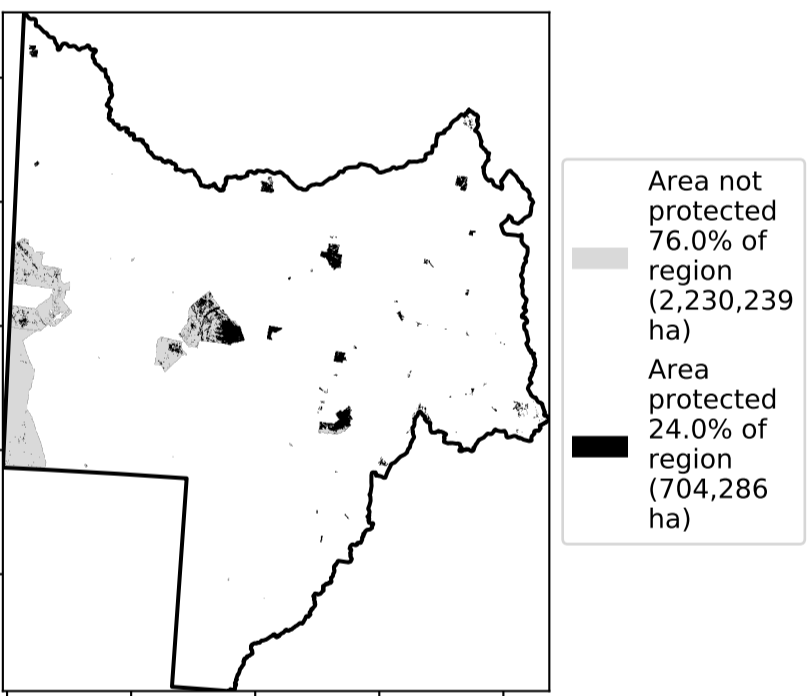 Area not
protected
76.0% of
region
(2,230,239
ha)
Area
protected
24.0% of
region
(704,286
ha)